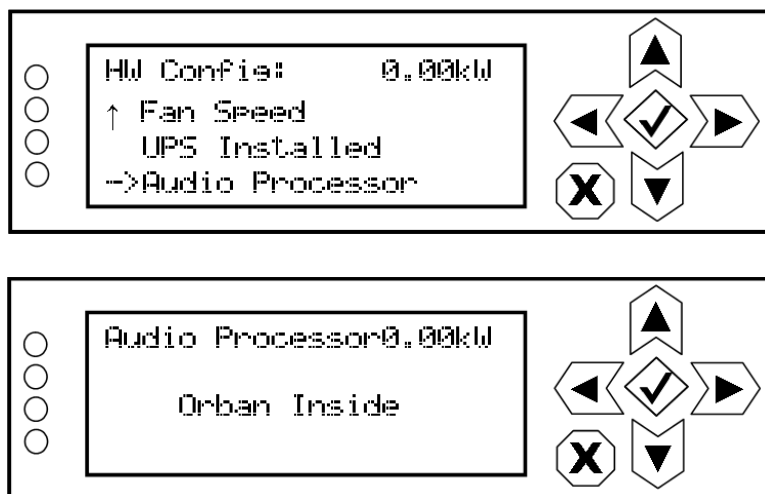 HW Config: 0.00kW
↑ Fan Speed
UPS Installed
->Audio Processor
X
Audio Processor0.00kW
Orban Inside
X